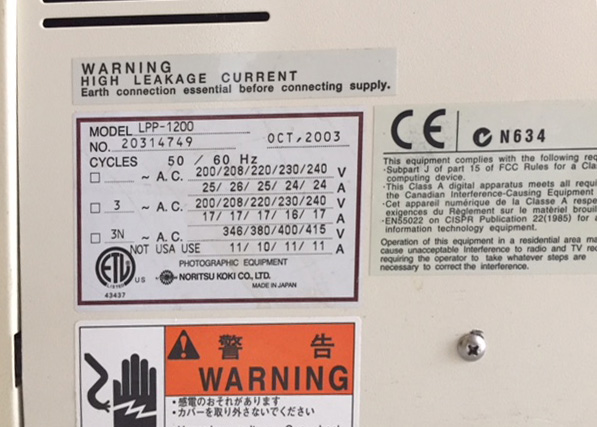 WARNING
HIGH LEAKAGE CURRENT
Earth connection essential before connecting supply.
MODEL LPP-1200
NO. 20314749 OCT,2003
CYCLES 50 / 60 Hz
□ ~ A.C. 200/208/220/230/240 V
25/ 26/ 25/ 24/ 24 A
□ 3 ~ A.C. 200/208/220/230/240 V
17/ 17/ 17/ 16/ 17 A
□ 3N ~ A.C. 346/380/400/415 V
NOT USA USE 11/ 10/ 11/ 11 A
PHOTOGRAPHIC EQUIPMENT
ETL US NORITSU KOKI CO., LTD.
LISTED
43437 MADE IN JAPAN
CE N634
This equipment complies with the following req
·Subpart J of part 15 of FCC Rules for a Cla
computing device.
·This Class A digital apparatus meets all requi
the Canadian Interference-Causing Equipment
·Cet appareil numérique de la Classe A respe
exigences du Règlement sur le matériel brouil
·EN55022 on CISPR Publication 22(1985) for
information technology equipment.
Operation of this equipment in a residential area ma
cause unacceptable interference to radio and TV rec
requiring the operator to take whatever steps are
necessary to correct the interference.
警告
WARNING
・感電のおそれがあります
・カバーを取り外さないでください